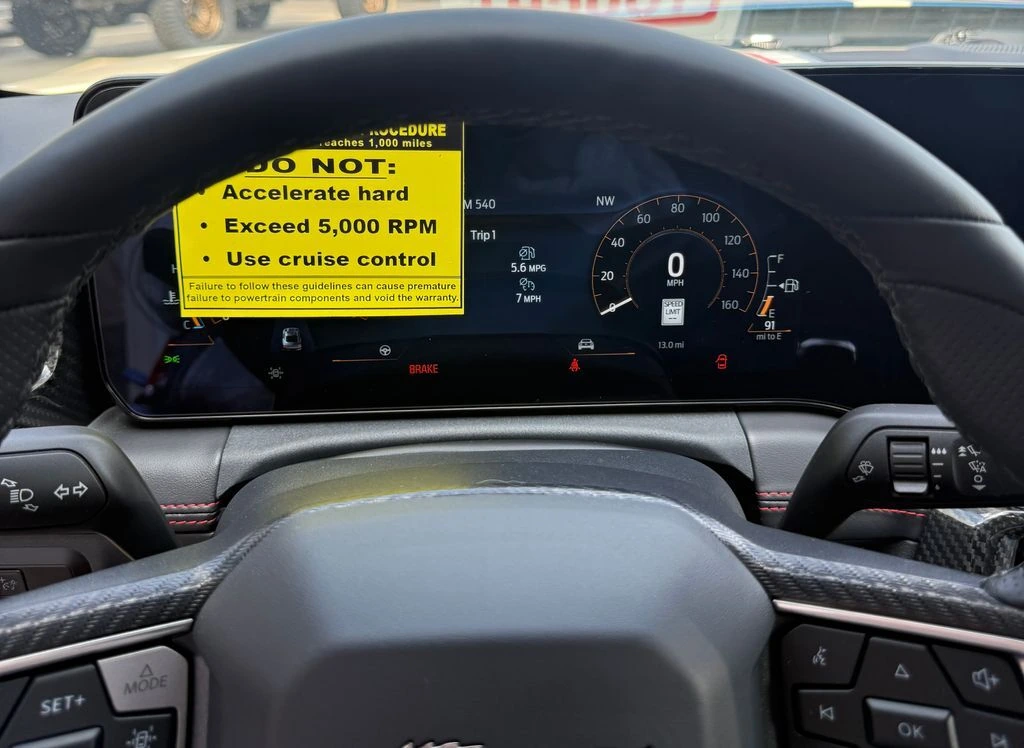 PROCEDURE
reaches 1,000 miles
DO NOT:
• Accelerate hard
• Exceed 5,000 RPM
• Use cruise control
Failure to follow these guidelines can cause premature
failure to powertrain components and void the warranty.
M 540
NW
Trip 1
5.6 MPG
7 MPH
0 20 40 60 80 100 120 140 160
0
MPH
SPEED
LIMIT
--
13.0 mi
F
E
91
mi to E
H
C
BRAKE
SET+
MODE
OK